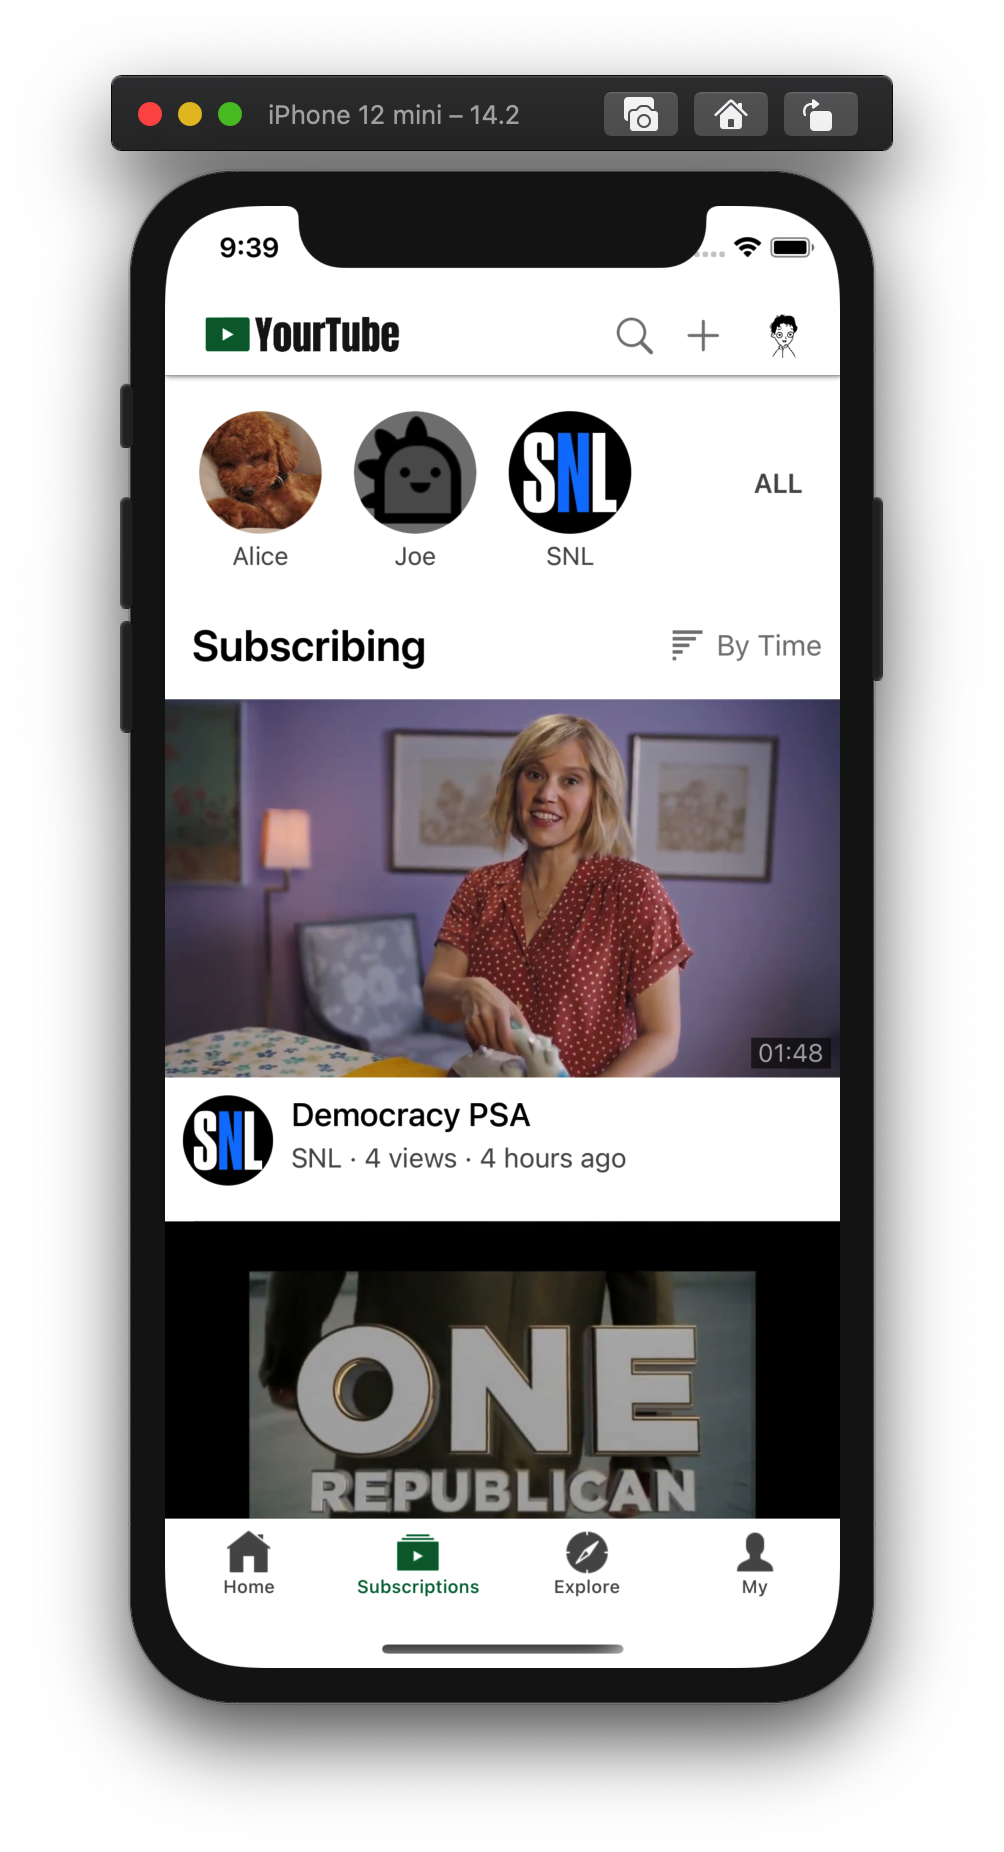 iPhone 12 mini – 14.2
9:39
YourTube
SNL
ALL
Alice
Joe
SNL
Subscribing
By Time
01:48
SNL
Democracy PSA
SNL · 4 views · 4 hours ago
ONE
REPUBLICAN
Home
Subscriptions
Explore
My